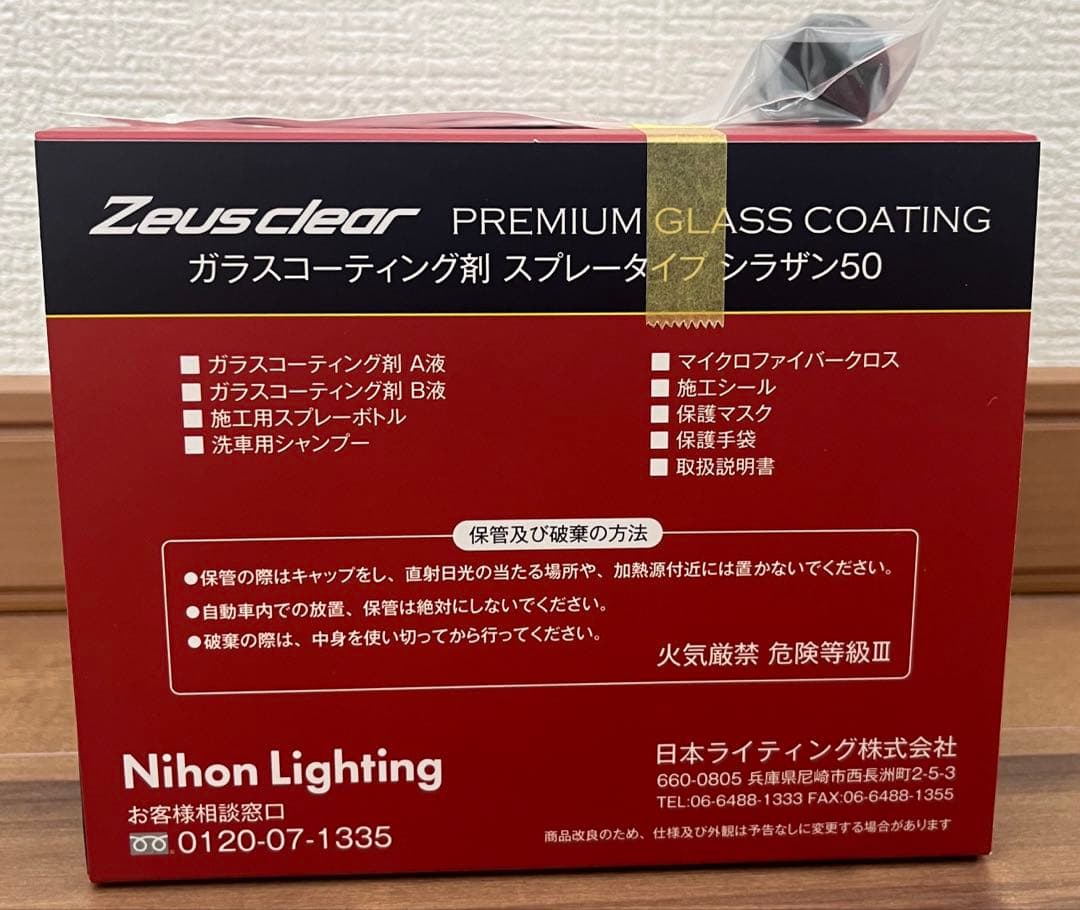 Zeusclear PREMIUM GLASS COATING
ガラスコーティング剤 スプレータイプ シラザン50
■ ガラスコーティング剤 A液
■ ガラスコーティング剤 B液
■ 施工用スプレーボトル
■ 洗車用シャンプー
■ マイクロファイバークロス
■ 施工シール
■ 保護マスク
■ 保護手袋
■ 取扱説明書
保管及び破棄の方法
●保管の際はキャップをし、直射日光の当たる場所や、加熱源付近には置かないでください。
●自動車内での放置、保管は絶対にしないでください。
●破棄の際は、中身を使い切ってから行ってください。
火気厳禁 危険等級Ⅲ
Nihon Lighting
お客様相談窓口
0120-07-1335
日本ライティング株式会社
660-0805 兵庫県尼崎市西長洲町2-5-3
TEL:06-6488-1333 FAX:06-6488-1355
商品改良のため、仕様及び外観は予告なしに変更する場合があります